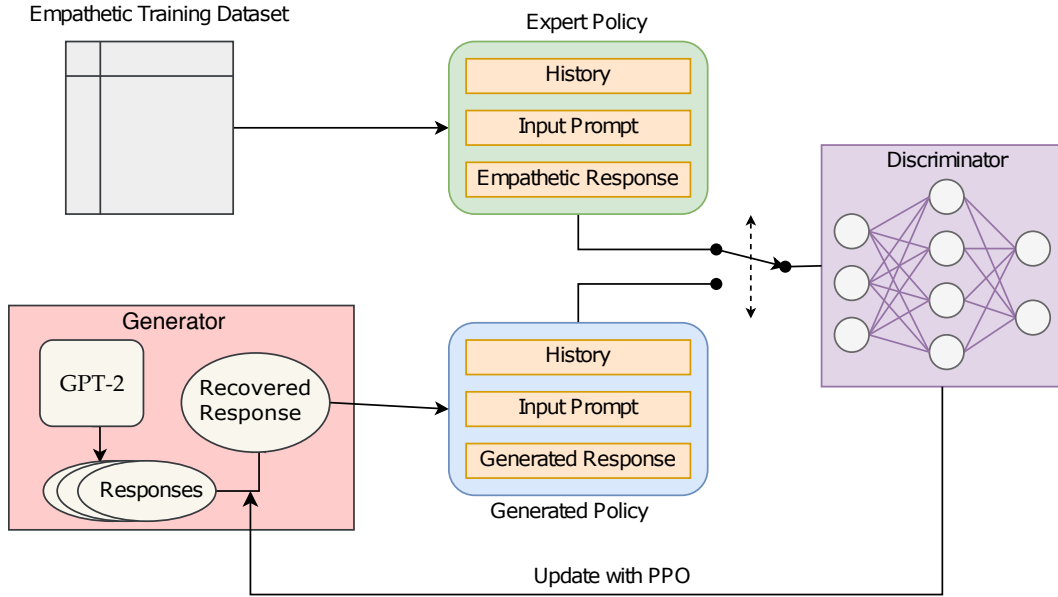 Empathetic Training Dataset
Expert Policy
History
Input Prompt
Empathetic Response
Discriminator
Generator
GPT-2
Recovered
Response
Responses
History
Input Prompt
Generated Response
Generated Policy
Update with PPO